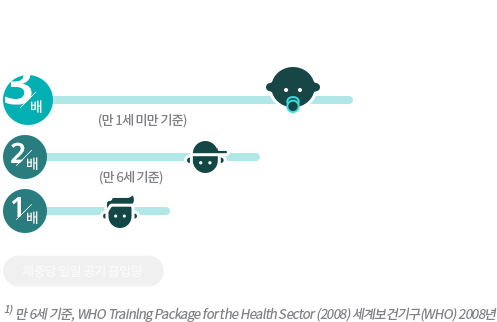 3/배
(만 1세 미만 기준)
2/배
(만 6세 기준)
1/배
체중당 일일 공기 흡입량
1) 만 6세 기준, WHO Training Package for the Health Sector (2008) 세계보건기구(WHO) 2008년